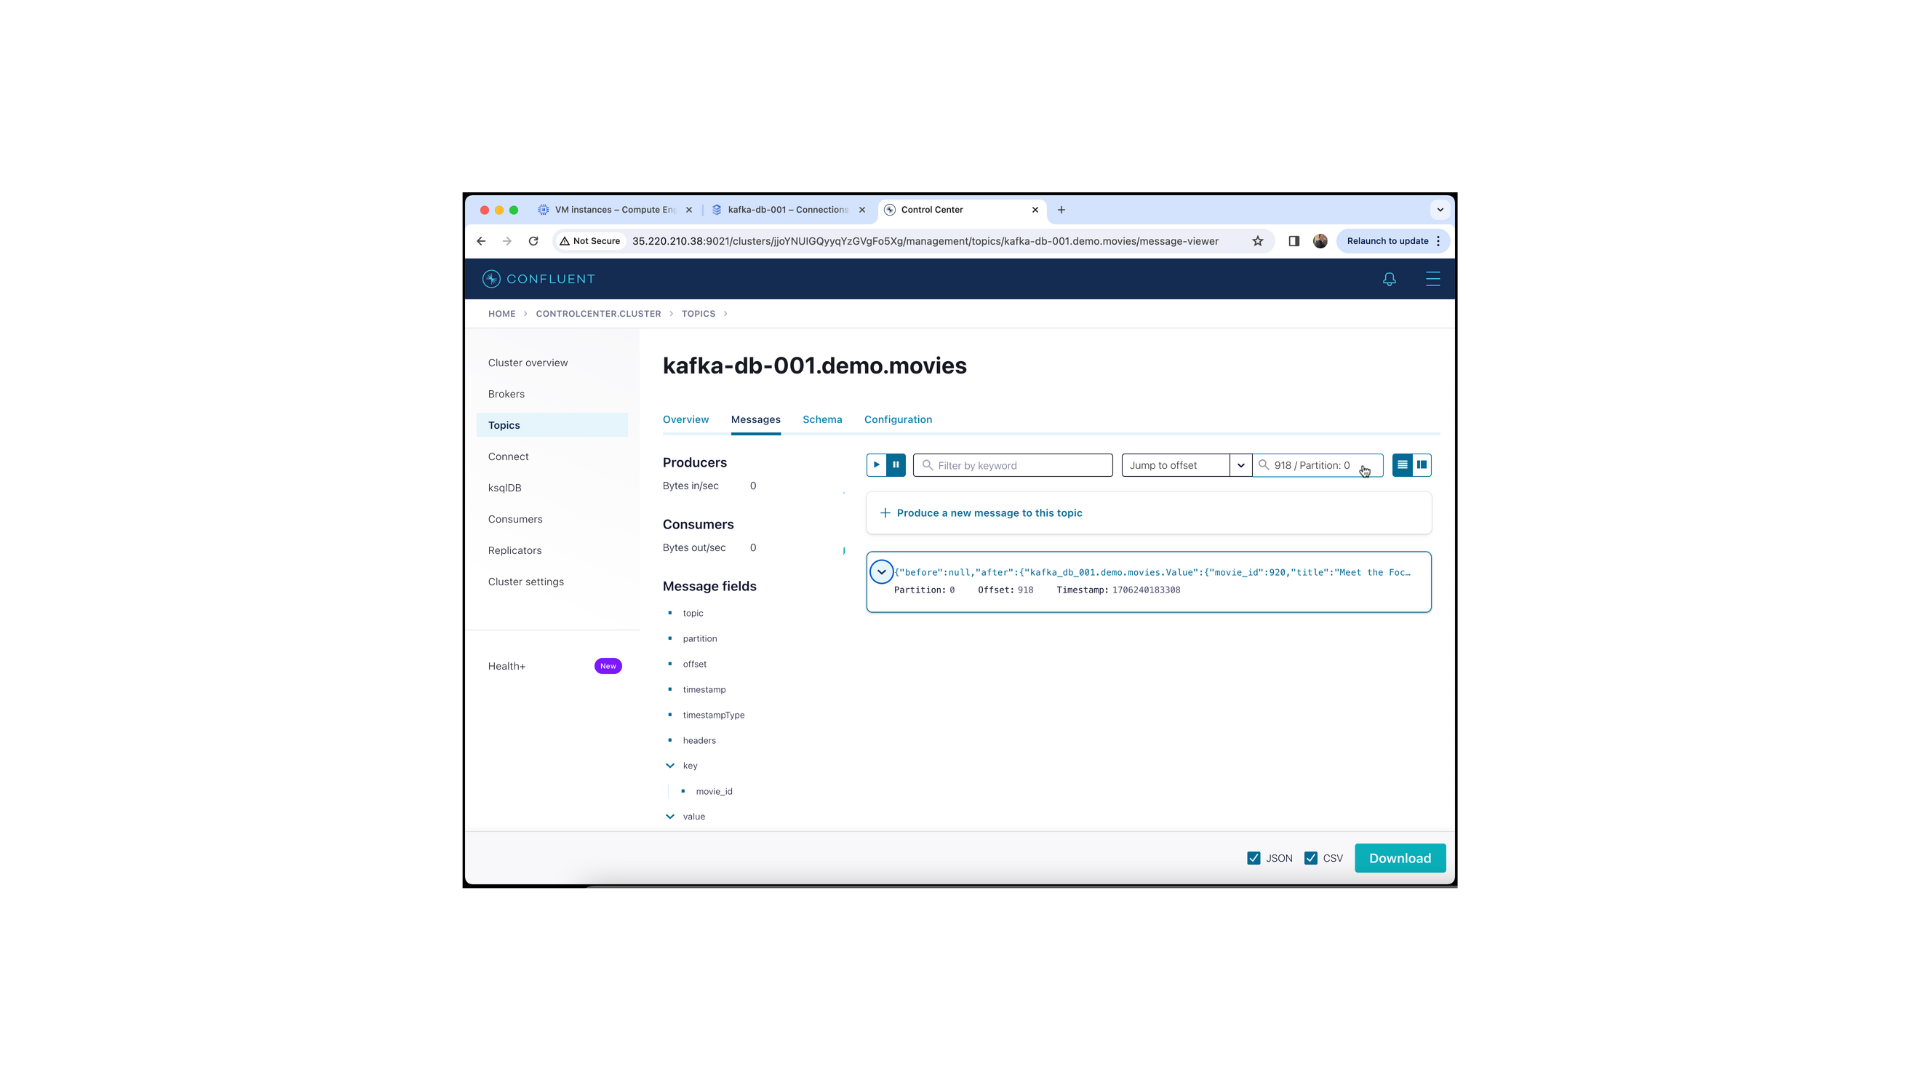 VM instances – Compute Eng
kafka-db-001 – Connections
Control Center
Not Secure
35.220.210.38:9021/clusters/jjoYNUIGQyyqYzGVgFo5Xg/management/topics/kafka-db-001.demo.movies/message-viewer
Relaunch to update
CONFLUENT
HOME > CONTROLCENTER.CLUSTER > TOPICS >
Cluster overview
Brokers
Topics
Connect
ksqlDB
Consumers
Replicators
Cluster settings
Health+ New
kafka-db-001.demo.movies
Overview Messages Schema Configuration
Producers
Bytes in/sec 0
Consumers
Bytes out/sec 0
Message fields
topic
partition
offset
timestamp
timestampType
headers
key
movie_id
value
Filter by keyword
Jump to offset
918 / Partition: 0
+ Produce a new message to this topic
{"before":null,"after":{"kafka_db_001.demo.movies.Value":{"movie_id":920,"title":"Meet the Foc…
Partition: 0 Offset: 918 Timestamp: 1706240183308
JSON CSV Download